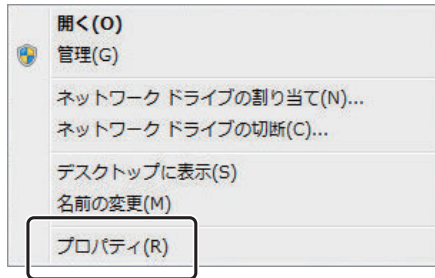 開く(O)
管理(G)
ネットワーク ドライブの割り当て(N)...
ネットワーク ドライブの切断(C)...
デスクトップに表示(S)
名前の変更(M)
プロパティ(R)